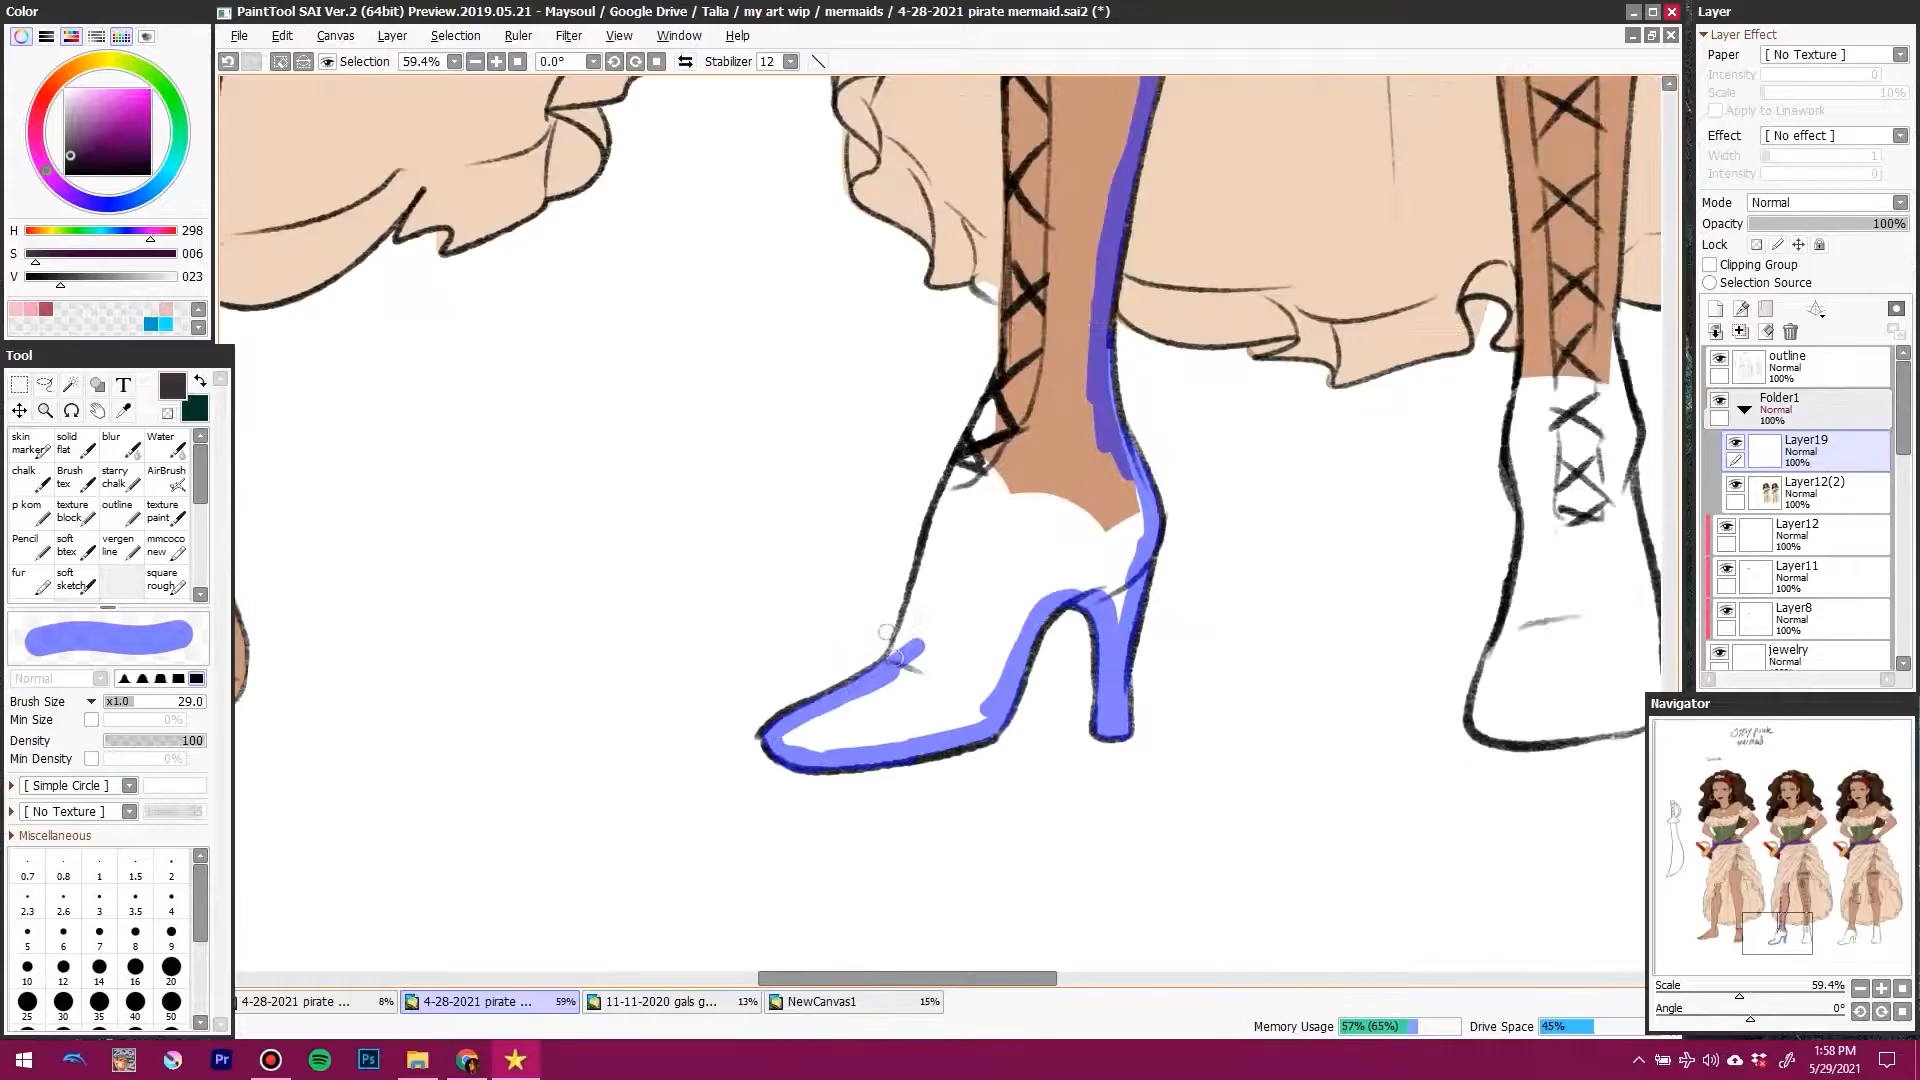 Color
PaintTool SAI Ver.2 (64bit) Preview.2019.05.21 - Maysoul / Google Drive / Talia / my art wip / mermaids / 4-28-2021 pirate mermaid.sai2 (*)
Layer
File Edit Canvas Layer Selection Ruler Filter View Window Help
Selection 59.4% 0.0° Stabilizer 12
H 298
S 006
V 023
Tool
T
skin marker solid flat blur Water
chalk Brush tex starry chalk AirBrush
p kom texture block outline texture paint
Pencil soft btex vergen line mmcoco new
fur soft sketch square rough
Normal
Brush Size x1.0 29.0
Min Size 0%
Density 100
Min Density 0%
[ Simple Circle ]
[ No Texture ]
Miscellaneous
0.7 0.8 1 1.5 2
2.3 2.6 3 3.5 4
5 6 7 8 9
10 12 14 16 20
25 30 35 40 50
Layer Effect
Paper [ No Texture ]
Intensity 0
Scale 10%
Apply to Linework
Effect [ No effect ]
Width 1
Intensity 0
Mode Normal
Opacity 100%
Lock
Clipping Group
Selection Source
outline
Normal
100%
Folder1
Normal
100%
Layer19
Normal
100%
Layer12(2)
Normal
100%
Layer12
Normal
100%
Layer11
Normal
100%
Layer8
Normal
100%
jewelry
Normal
Navigator
mermaid
Scale 59.4%
Angle 0°
4-28-2021 pirate ... 8%
4-28-2021 pirate ... 59%
11-11-2020 gals g... 13%
NewCanvas1 15%
Memory Usage 57% (65%) Drive Space 45%
Pr
Ps
1:58 PM
5/29/2021